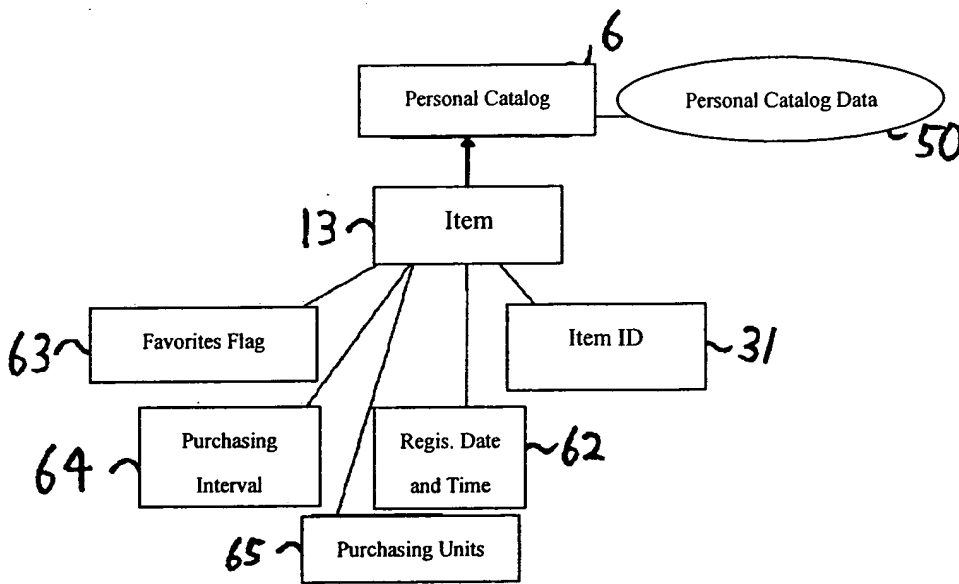 6
Personal Catalog
Personal Catalog Data
50
13
Item
63
Favorites Flag
Item ID
31
64
Purchasing
Interval
Regis. Date
and Time
62
65
Purchasing Units